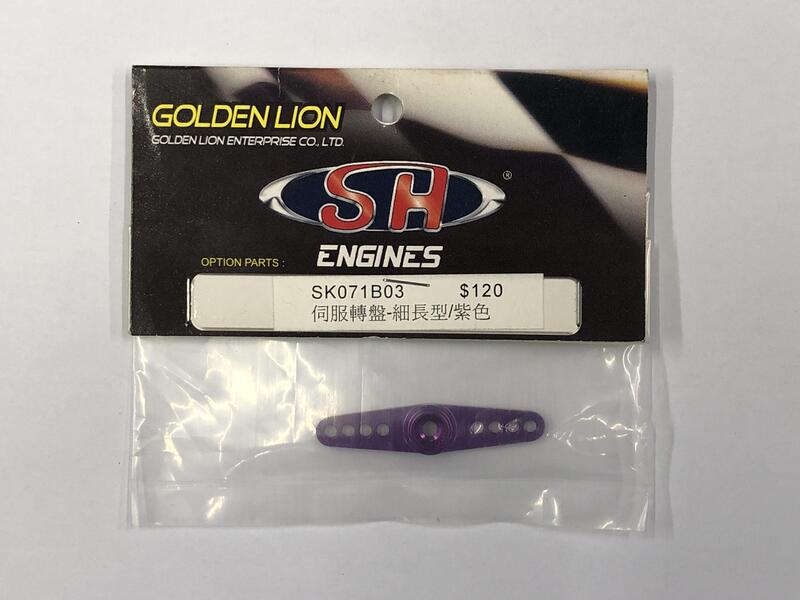 GOLDEN LION
GOLDEN LION ENTERPRISE CO., LTD.
SH
®
ENGINES
OPTION PARTS :
SK071B03 $120
伺服轉盤-細長型/紫色